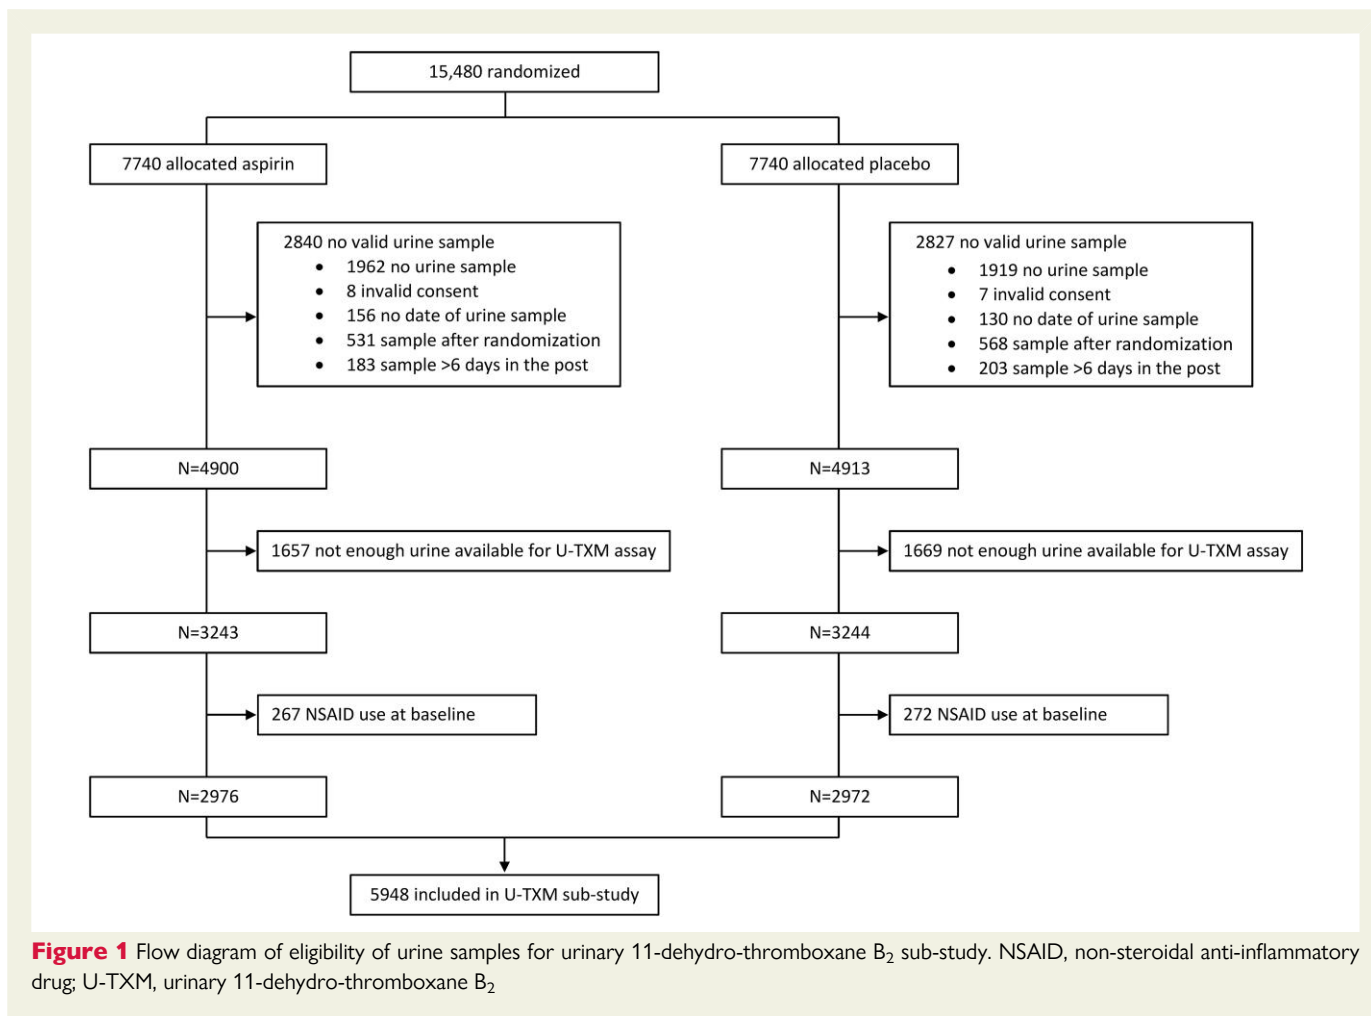 15,480 randomized
7740 allocated aspirin
7740 allocated placebo
2840 no valid urine sample
• 1962 no urine sample
• 8 invalid consent
• 156 no date of urine sample
• 531 sample after randomization
• 183 sample >6 days in the post
2827 no valid urine sample
• 1919 no urine sample
• 7 invalid consent
• 130 no date of urine sample
• 568 sample after randomization
• 203 sample >6 days in the post
N=4900
N=4913
1657 not enough urine available for U-TXM assay
1669 not enough urine available for U-TXM assay
N=3243
N=3244
267 NSAID use at baseline
272 NSAID use at baseline
N=2976
N=2972
5948 included in U-TXM sub-study
Figure 1 Flow diagram of eligibility of urine samples for urinary 11-dehydro-thromboxane B₂ sub-study. NSAID, non-steroidal anti-inflammatory
drug; U-TXM, urinary 11-dehydro-thromboxane B₂